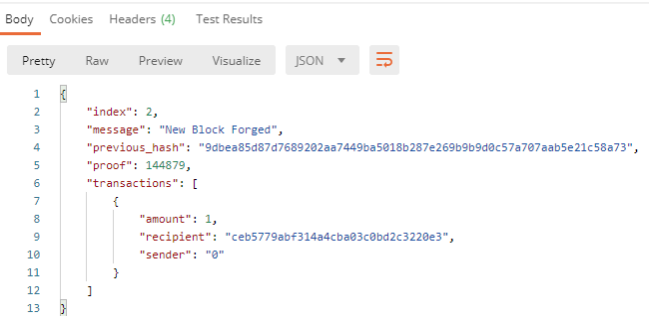 Body Cookies Headers (4) Test Results
Pretty Raw Preview Visualize JSON
1 {
2 "index": 2,
3 "message": "New Block Forged",
4 "previous_hash": "9dbea85d87d7689202aa7449ba5018b287e269b9b9d0c57a707aab5e21c58a73",
5 "proof": 144879,
6 "transactions": [
7 {
8 "amount": 1,
9 "recipient": "ceb5779abf314a4cba03c0bd2c3220e3",
10 "sender": "0"
11 }
12 ]
13 }